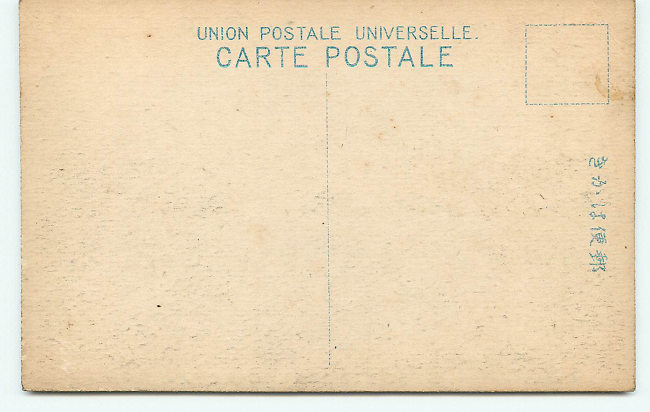 UNION POSTALE UNIVERSELLE.
CARTE POSTALE
郵便はかき